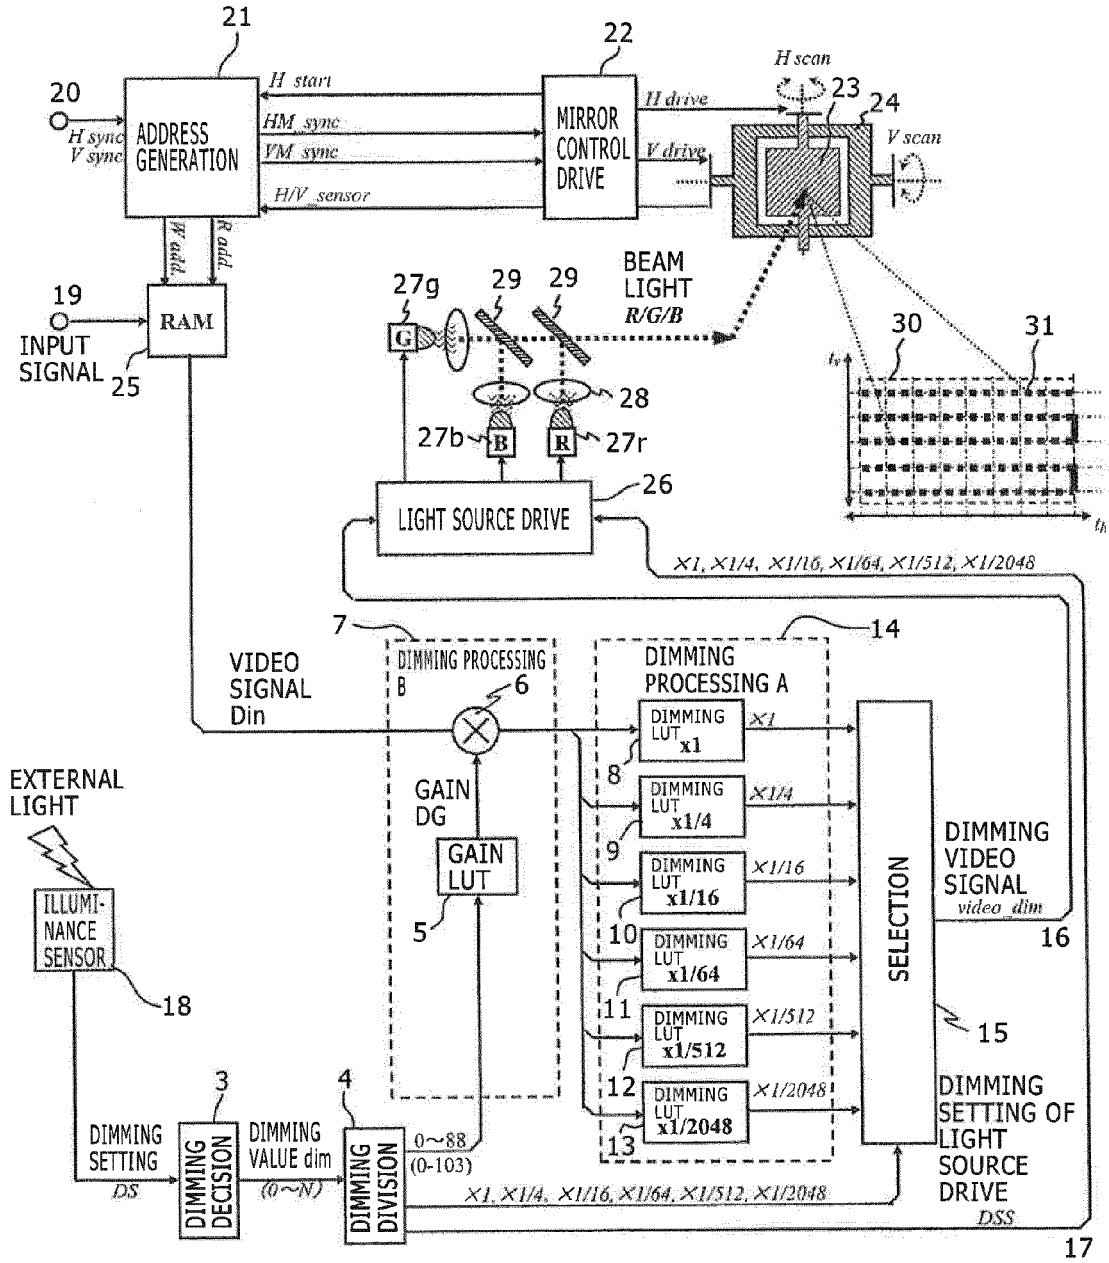 21
22
H scan
20
23
24
H start
H drive
ADDRESS
GENERATION
MIRROR
CONTROL
DRIVE
H sync
V sync
HM_sync
V scan
VM_sync
V drive
H/V_sensor
W add.
R add
BEAM
LIGHT
R/G/B
19
27g
29
29
RAM
G
30
31
INPUT
SIGNAL
25
28
27b
B
R
27r
26
LIGHT SOURCE DRIVE
×1, ×1/4, ×1/16, ×1/64, ×1/512, ×1/2048
7
14
VIDEO
SIGNAL
Din
DIMMING PROCESSING
B
6
DIMMING
PROCESSING A
DIMMING
LUT
x1
×1
8
EXTERNAL
LIGHT
GAIN
DG
DIMMING
LUT
x1/4
×1/4
9
GAIN
LUT
5
DIMMING
LUT
x1/16
×1/16
10
SELECTION
DIMMING
VIDEO
SIGNAL
video_dim
16
ILLUMI-
NANCE
SENSOR
18
DIMMING
LUT
x1/64
×1/64
11
DIMMING
LUT
x1/512
×1/512
12
15
DIMMING
LUT
x1/2048
×1/2048
13
3
4
DIMMING
SETTING
DS
DIMMING
DECISION
DIMMING
VALUE dim
(0~N)
DIMMING
DIVISION
0~88
(0-103)
×1, ×1/4, ×1/16, ×1/64, ×1/512, ×1/2048
DIMMING
SETTING OF
LIGHT
SOURCE
DRIVE
DSS
17